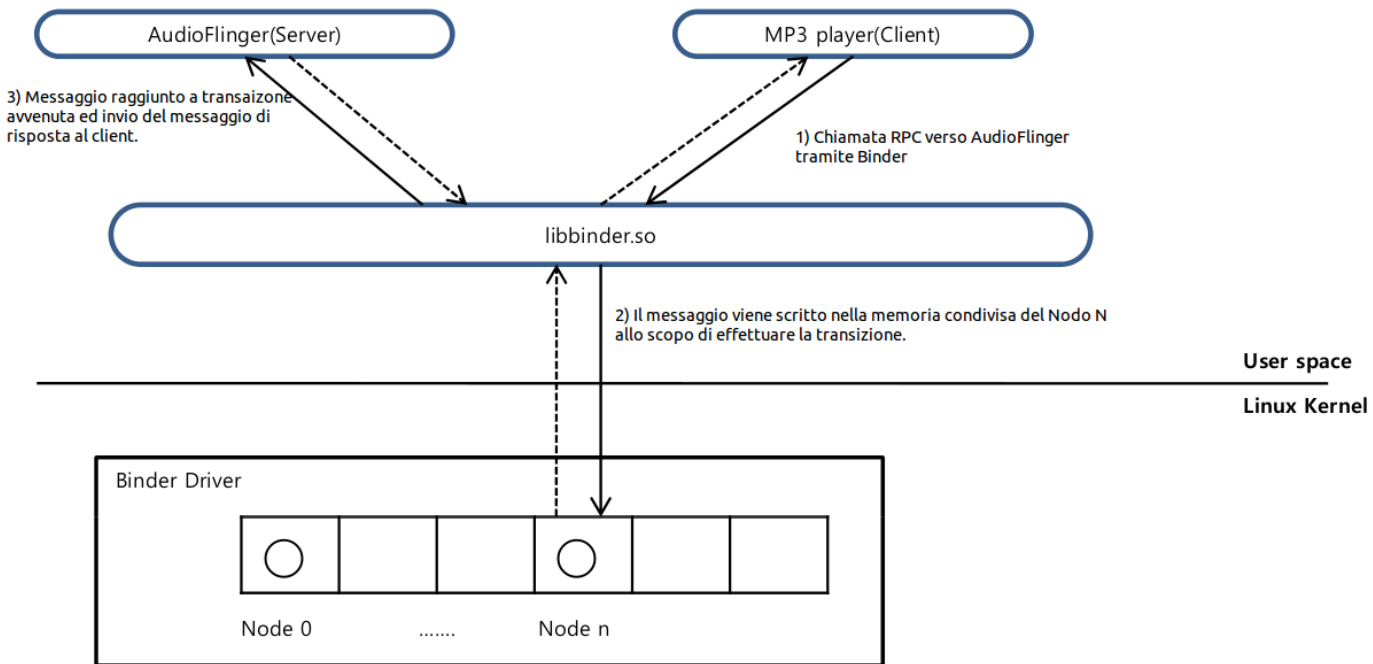 AudioFlinger(Server)
MP3 player(Client)
3) Messaggio raggiunto a transaizone
avvenuta ed invio del messaggio di
risposta al client.
1) Chiamata RPC verso AudioFlinger
tramite Binder
libbinder.so
2) Il messaggio viene scritto nella memoria condivisa del Nodo N
allo scopo di effettuare la transizione.
User space
Linux Kernel
Binder Driver
Node 0
.......
Node n